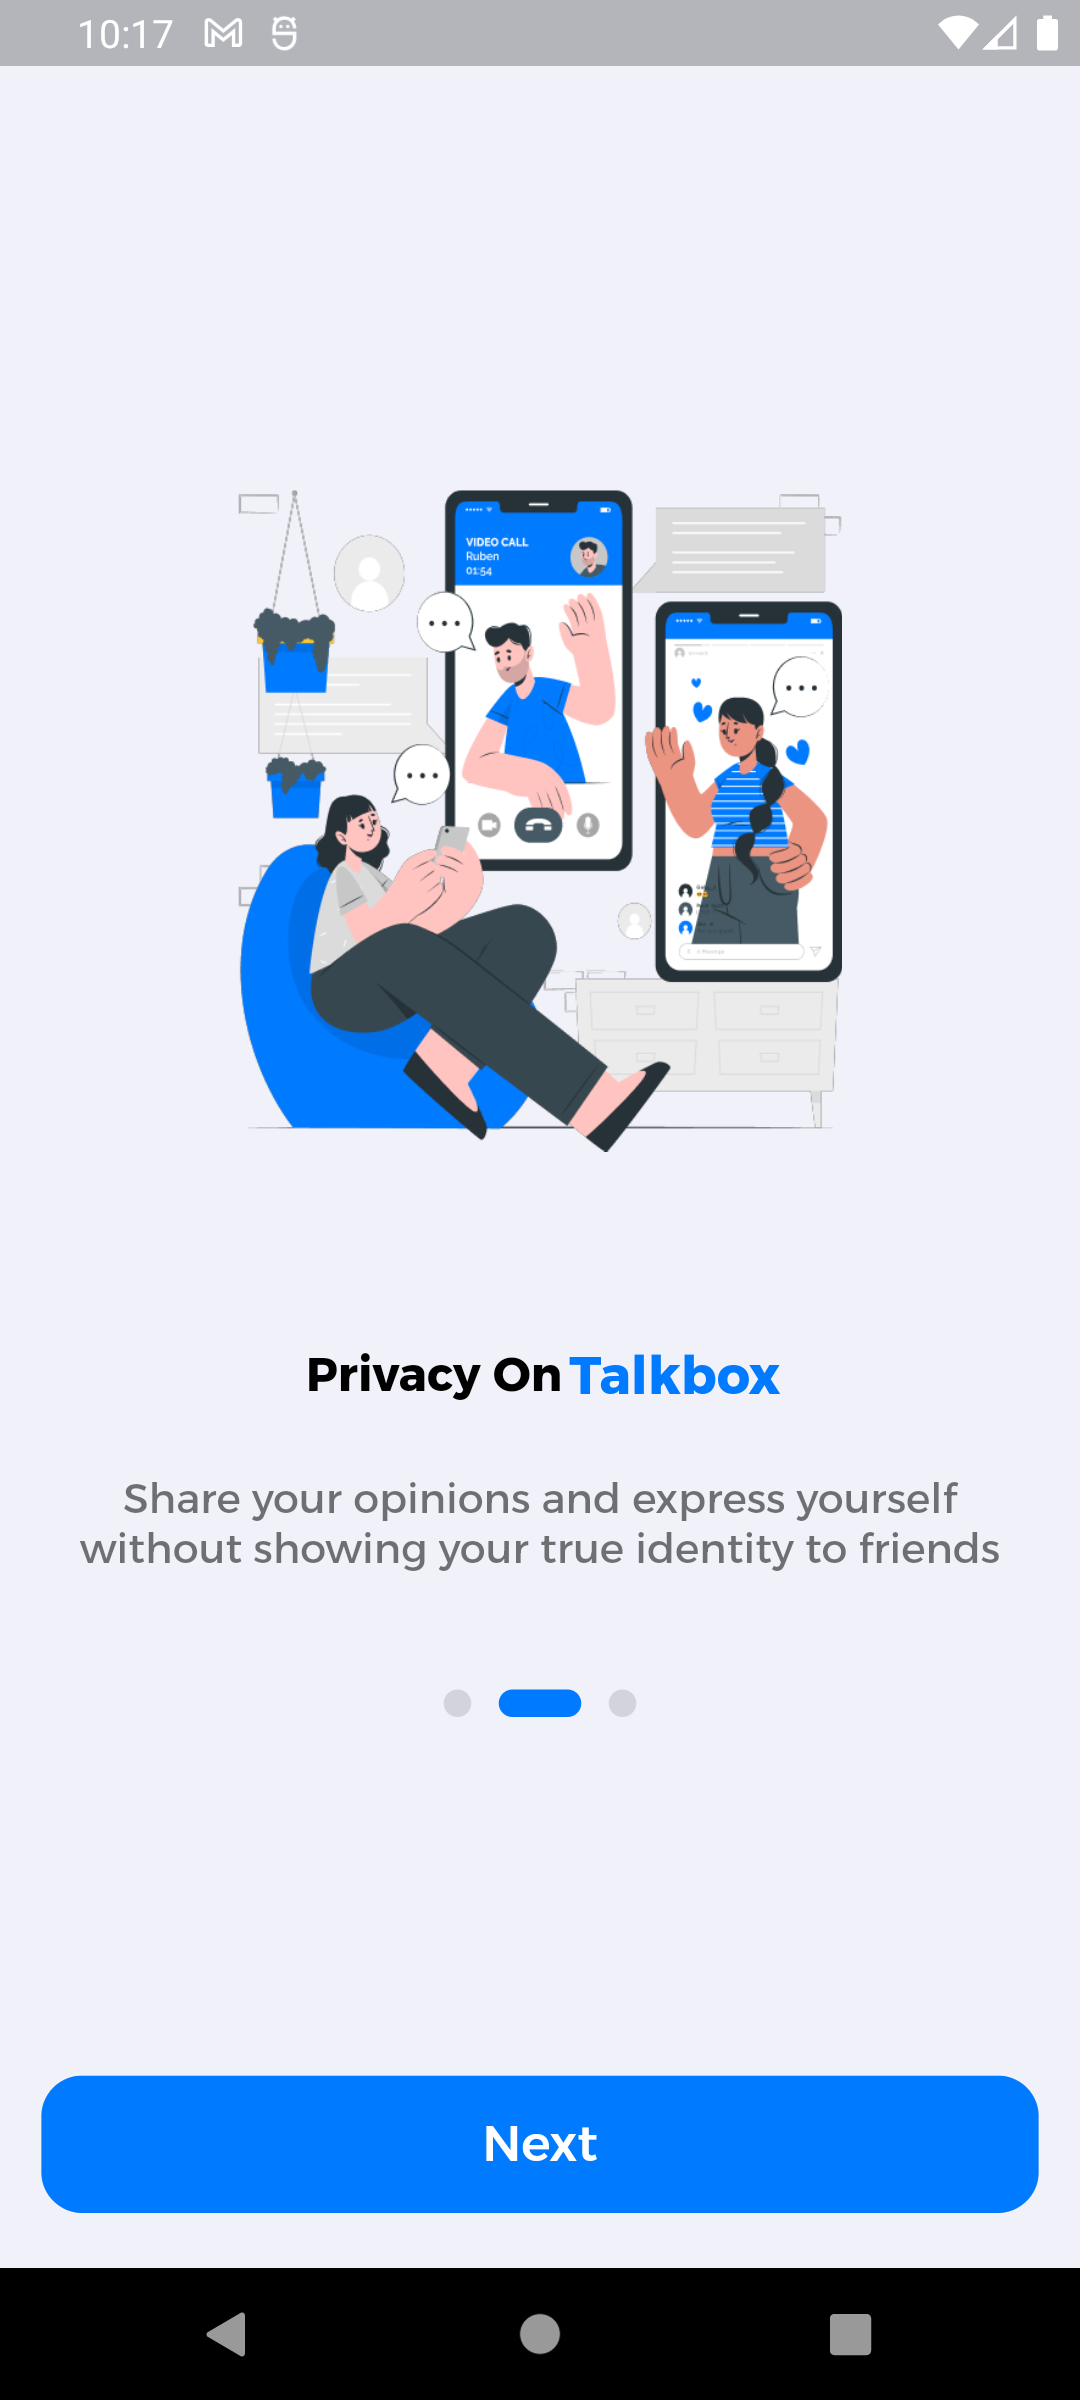 10:17
VIDEO CALL
Ruben
01:54
Privacy On Talkbox
Share your opinions and express yourself
without showing your true identity to friends
Next